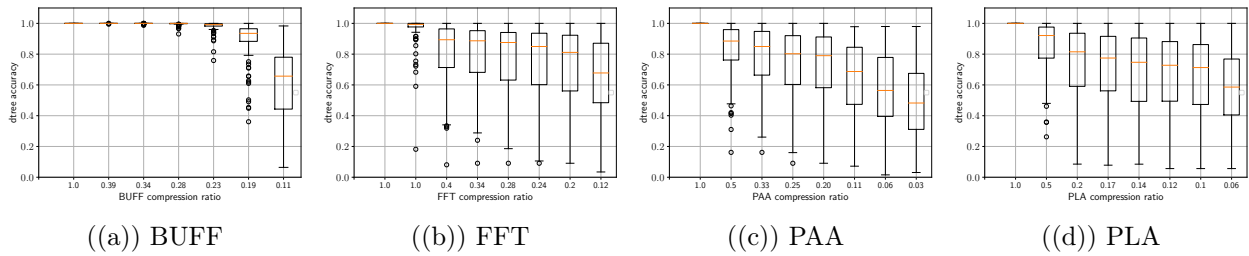 dtree accuracy
1.0
0.8
0.6
0.4
0.2
0.0
1.0 0.39 0.34 0.28 0.23 0.19 0.11
BUFF compression ratio
((a)) BUFF
dtree accuracy
1.0
0.8
0.6
0.4
0.2
0.0
1.0 1.0 0.4 0.34 0.28 0.24 0.2 0.12
FFT compression ratio
((b)) FFT
dtree accuracy
1.0
0.8
0.6
0.4
0.2
0.0
1.0 0.5 0.33 0.25 0.20 0.11 0.06 0.03
PAA compression ratio
((c)) PAA
dtree accuracy
1.0
0.8
0.6
0.4
0.2
0.0
1.0 0.5 0.2 0.17 0.14 0.12 0.1 0.06
PLA compression ratio
((d)) PLA